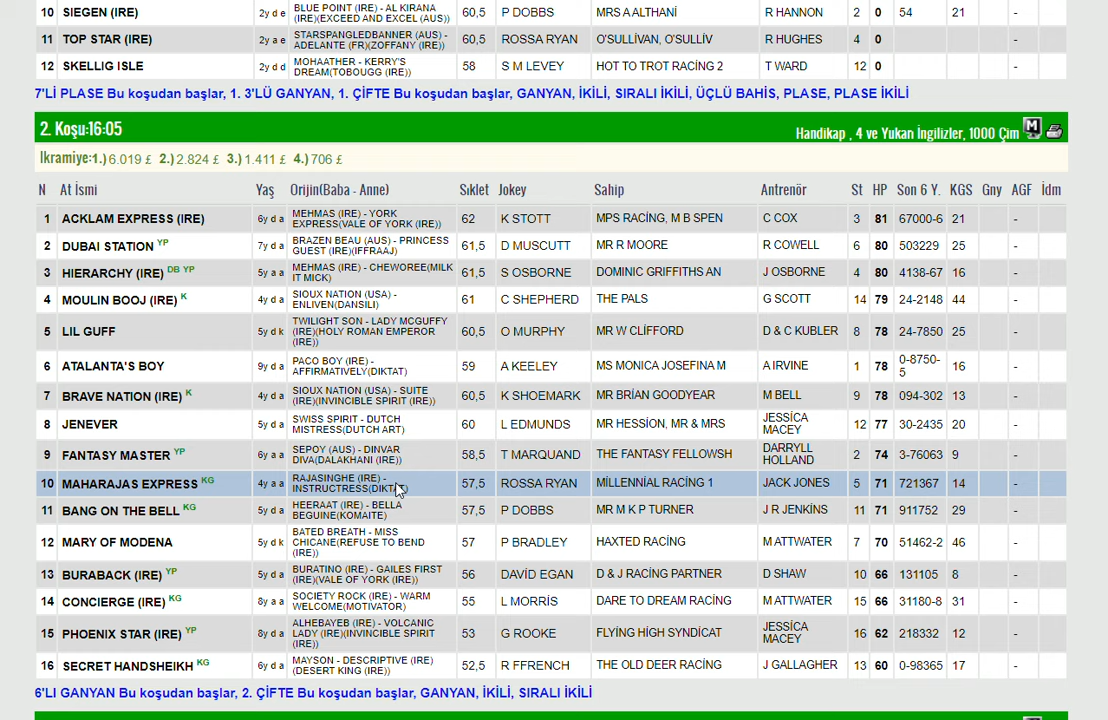 10 SIEGEN (IRE) 2y d e BLUE POINT (IRE) - AL KIRANA (IRE)(EXCEED AND EXCEL (AUS)) 60,5 P DOBBS MRS A ALTHANİ R HANNON 2 0 54 21 -
11 TOP STAR (IRE) 2y a e STARSPANGLEDBANNER (AUS) - ADELANTE (FR)(ZOFFANY (IRE)) 60,5 ROSSA RYAN O'SULLİVAN, O'SULLİV R HUGHES 4 0 -
12 SKELLIG ISLE 2y d d MOHAATHER - KERRY'S DREAM(TOBOUGG (IRE)) 58 S M LEVEY HOT TO TROT RACİNG 2 T WARD 12 0 -
7'Lİ PLASE Bu koşudan başlar, 1. 3'LÜ GANYAN, 1. ÇİFTE Bu koşudan başlar, GANYAN, İKİLİ, SIRALI İKİLİ, ÜÇLÜ BAHİS, PLASE, PLASE İKİLİ
2. Koşu:16:05 Handikap , 4 ve Yukarı İngilizler, 1000 Çim M
Ikramiye:1.) 6.019 £ 2.) 2.824 £ 3.) 1.411 £ 4.) 706 £
N At İsmi Yaş Orijin(Baba - Anne) Sıklet Jokey Sahip Antrenör St HP Son 6 Y. KGS Gny AGF İdm
1 ACKLAM EXPRESS (IRE) 6y d a MEHMAS (IRE) - YORK EXPRESS(VALE OF YORK (IRE)) 62 K STOTT MPS RACİNG, M B SPEN C COX 3 81 67000-6 21 -
2 DUBAI STATION YP 7y d a BRAZEN BEAU (AUS) - PRINCESS GUEST (IRE)(IFFRAAJ) 61,5 D MUSCUTT MR R MOORE R COWELL 6 80 503229 25 -
3 HIERARCHY (IRE) DB YP 5y a a MEHMAS (IRE) - CHEWOREE(MILK IT MICK) 61,5 S OSBORNE DOMINIC GRIFFITHS AN J OSBORNE 4 80 4138-67 16 -
4 MOULIN BOOJ (IRE) K 4y d a SIOUX NATION (USA) - ENLIVEN(DANSILI) 61 C SHEPHERD THE PALS G SCOTT 14 79 24-2148 44 -
5 LIL GUFF 5y d k TWILIGHT SON - LADY MCGUFFY (IRE)(HOLY ROMAN EMPEROR (IRE)) 60,5 O MURPHY MR W CLİFFORD D & C KUBLER 8 78 24-7850 25 -
6 ATALANTA'S BOY 9y d a PACO BOY (IRE) - AFFIRMATIVELY(DIKTAT) 59 A KEELEY MS MONICA JOSEFINA M A IRVINE 1 78 0-8750-5 16 -
7 BRAVE NATION (IRE) K 4y d a SIOUX NATION (USA) - SUITE (IRE)(INVINCIBLE SPIRIT (IRE)) 60,5 K SHOEMARK MR BRİAN GOODYEAR M BELL 9 78 094-302 13 -
8 JENEVER 5y d a SWISS SPIRIT - DUTCH MISTRESS(DUTCH ART) 60 L EDMUNDS MR HESSİON, MR & MRS JESSİCA MACEY 12 77 30-2435 20 -
9 FANTASY MASTER YP 6y a a SEPOY (AUS) - DINVAR DIVA(DALAKHANI (IRE)) 58,5 T MARQUAND THE FANTASY FELLOWSH DARRYLL HOLLAND 2 74 3-76063 9 -
10 MAHARAJAS EXPRESS KG 4y a a RAJASINGHE (IRE) - INSTRUCTRESS(DIKTAT) 57,5 ROSSA RYAN MİLLENNİAL RACİNG 1 JACK JONES 5 71 721367 14 -
11 BANG ON THE BELL KG 5y d a HEERAAT (IRE) - BELLA BEGUINE(KOMAITE) 57,5 P DOBBS MR M K P TURNER J R JENKİNS 11 71 911752 29 -
12 MARY OF MODENA 5y d k BATED BREATH - MISS CHICANE(REFUSE TO BEND (IRE)) 57 P BRADLEY HAXTED RACİNG M ATTWATER 7 70 51462-2 46 -
13 BURABACK (IRE) YP 5y d a BURATINO (IRE) - GAILES FIRST (IRE)(VALE OF YORK (IRE)) 56 DAVİD EGAN D & J RACİNG PARTNER D SHAW 10 66 131105 8 -
14 CONCIERGE (IRE) KG 8y a a SOCIETY ROCK (IRE) - WARM WELCOME(MOTIVATOR) 55 L MORRİS DARE TO DREAM RACİNG M ATTWATER 15 66 31180-8 31 -
15 PHOENIX STAR (IRE) YP 8y d a ALHEBAYEB (IRE) - VOLCANIC LADY (IRE)(INVINCIBLE SPIRIT (IRE)) 53 G ROOKE FLYİNG HİGH SYNDİCAT JESSİCA MACEY 16 62 218332 12 -
16 SECRET HANDSHEIKH KG 6y d a MAYSON - DESCRIPTIVE (IRE)(DESERT KING (IRE)) 52,5 R FFRENCH THE OLD DEER RACİNG J GALLAGHER 13 60 0-98365 17 -
6'LI GANYAN Bu koşudan başlar, 2. ÇİFTE Bu koşudan başlar, GANYAN, İKİLİ, SIRALI İKİLİ